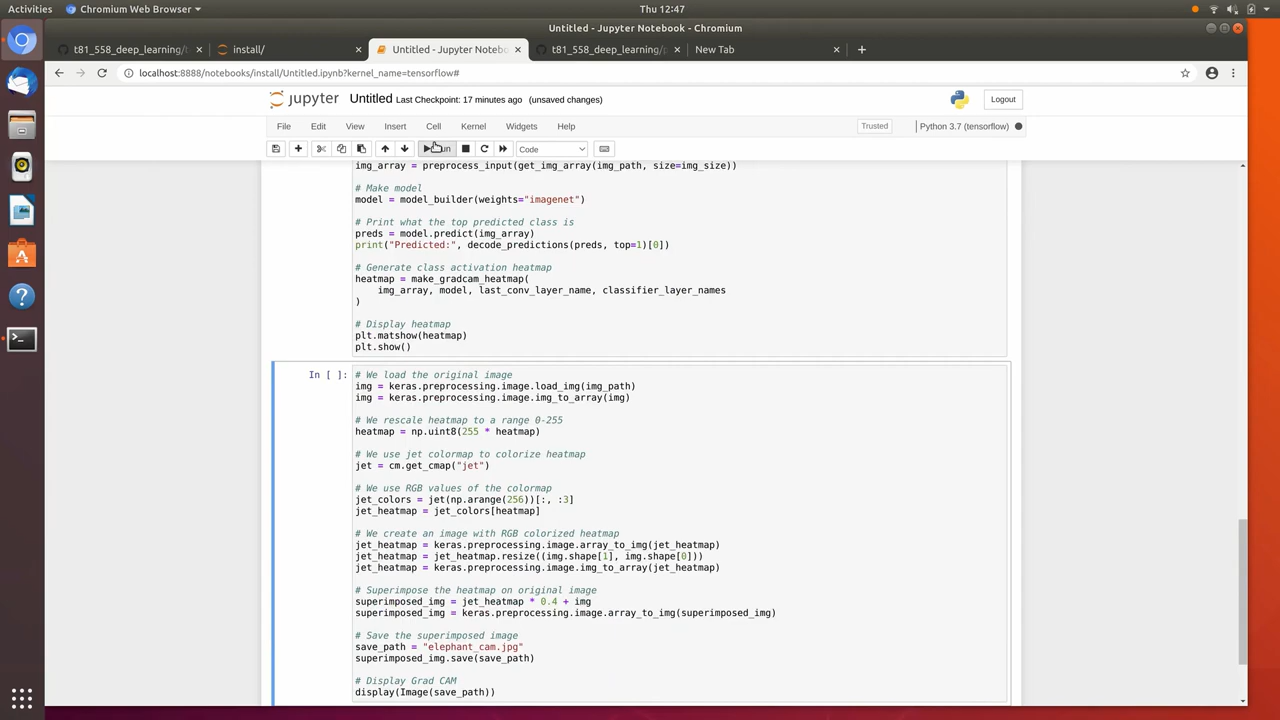 Activities
Chromium Web Browser
Thu 12:47
Untitled - Jupyter Notebook - Chromium
t81_558_deep_learning/
install/
Untitled - Jupyter Notebo
t81_558_deep_learning/
New Tab
localhost:8888/notebooks/install/Untitled.ipynb?kernel_name=tensorflow#
jupyter Untitled Last Checkpoint: 17 minutes ago (unsaved changes)
Logout
File Edit View Insert Cell Kernel Widgets Help
Trusted
Python 3.7 (tensorflow)
Code
img_array = preprocess_input(get_img_array(img_path, size=img_size))
# Make model
model = model_builder(weights="imagenet")
# Print what the top predicted class is
preds = model.predict(img_array)
print("Predicted:", decode_predictions(preds, top=1)[0])
# Generate class activation heatmap
heatmap = make_gradcam_heatmap(
img_array, model, last_conv_layer_name, classifier_layer_names
)
# Display heatmap
plt.matshow(heatmap)
plt.show()
In [ ]:
# We load the original image
img = keras.preprocessing.image.load_img(img_path)
img = keras.preprocessing.image.img_to_array(img)
# We rescale heatmap to a range 0-255
heatmap = np.uint8(255 * heatmap)
# We use jet colormap to colorize heatmap
jet = cm.get_cmap("jet")
# We use RGB values of the colormap
jet_colors = jet(np.arange(256))[:, :3]
jet_heatmap = jet_colors[heatmap]
# We create an image with RGB colorized heatmap
jet_heatmap = keras.preprocessing.image.array_to_img(jet_heatmap)
jet_heatmap = jet_heatmap.resize((img.shape[1], img.shape[0]))
jet_heatmap = keras.preprocessing.image.img_to_array(jet_heatmap)
# Superimpose the heatmap on original image
superimposed_img = jet_heatmap * 0.4 + img
superimposed_img = keras.preprocessing.image.array_to_img(superimposed_img)
# Save the superimposed image
save_path = "elephant_cam.jpg"
superimposed_img.save(save_path)
# Display Grad CAM
display(Image(save_path))